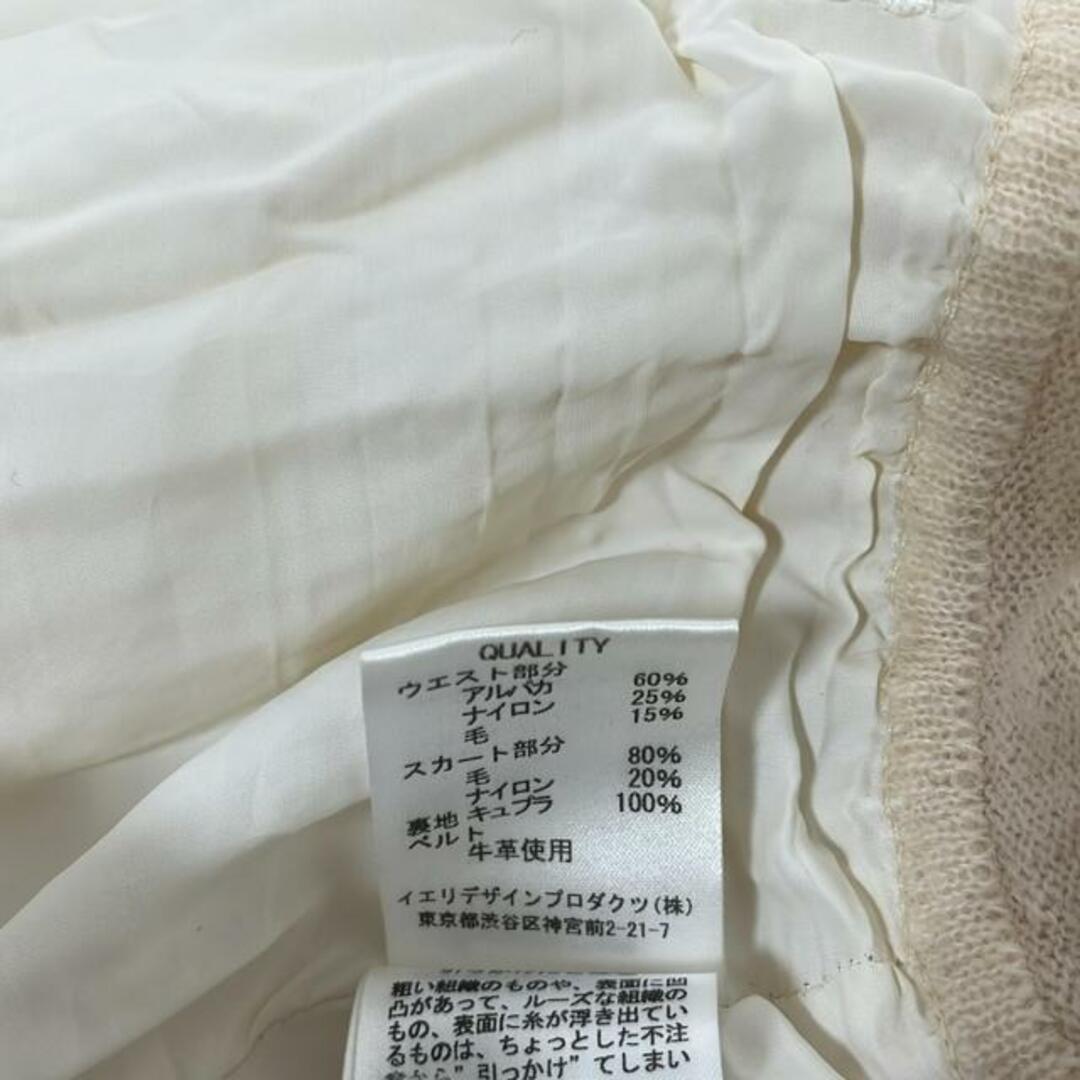 QUALITY
ウエスト部分
アルパカ 60%
ナイロン 25%
毛 15%
スカート部分
毛 80%
ナイロン 20%
裏地 キュプラ 100%
ベルト
牛革使用
イエリデザインプロダクツ(株)
東京都渋谷区神宮前2-21-7
粗い組織のものや、表面に凹
凸があって、ルーズな組織の
もの、表面に糸が浮き出てい
るものは、ちょっとした不注
から"引っかけ"てしまい